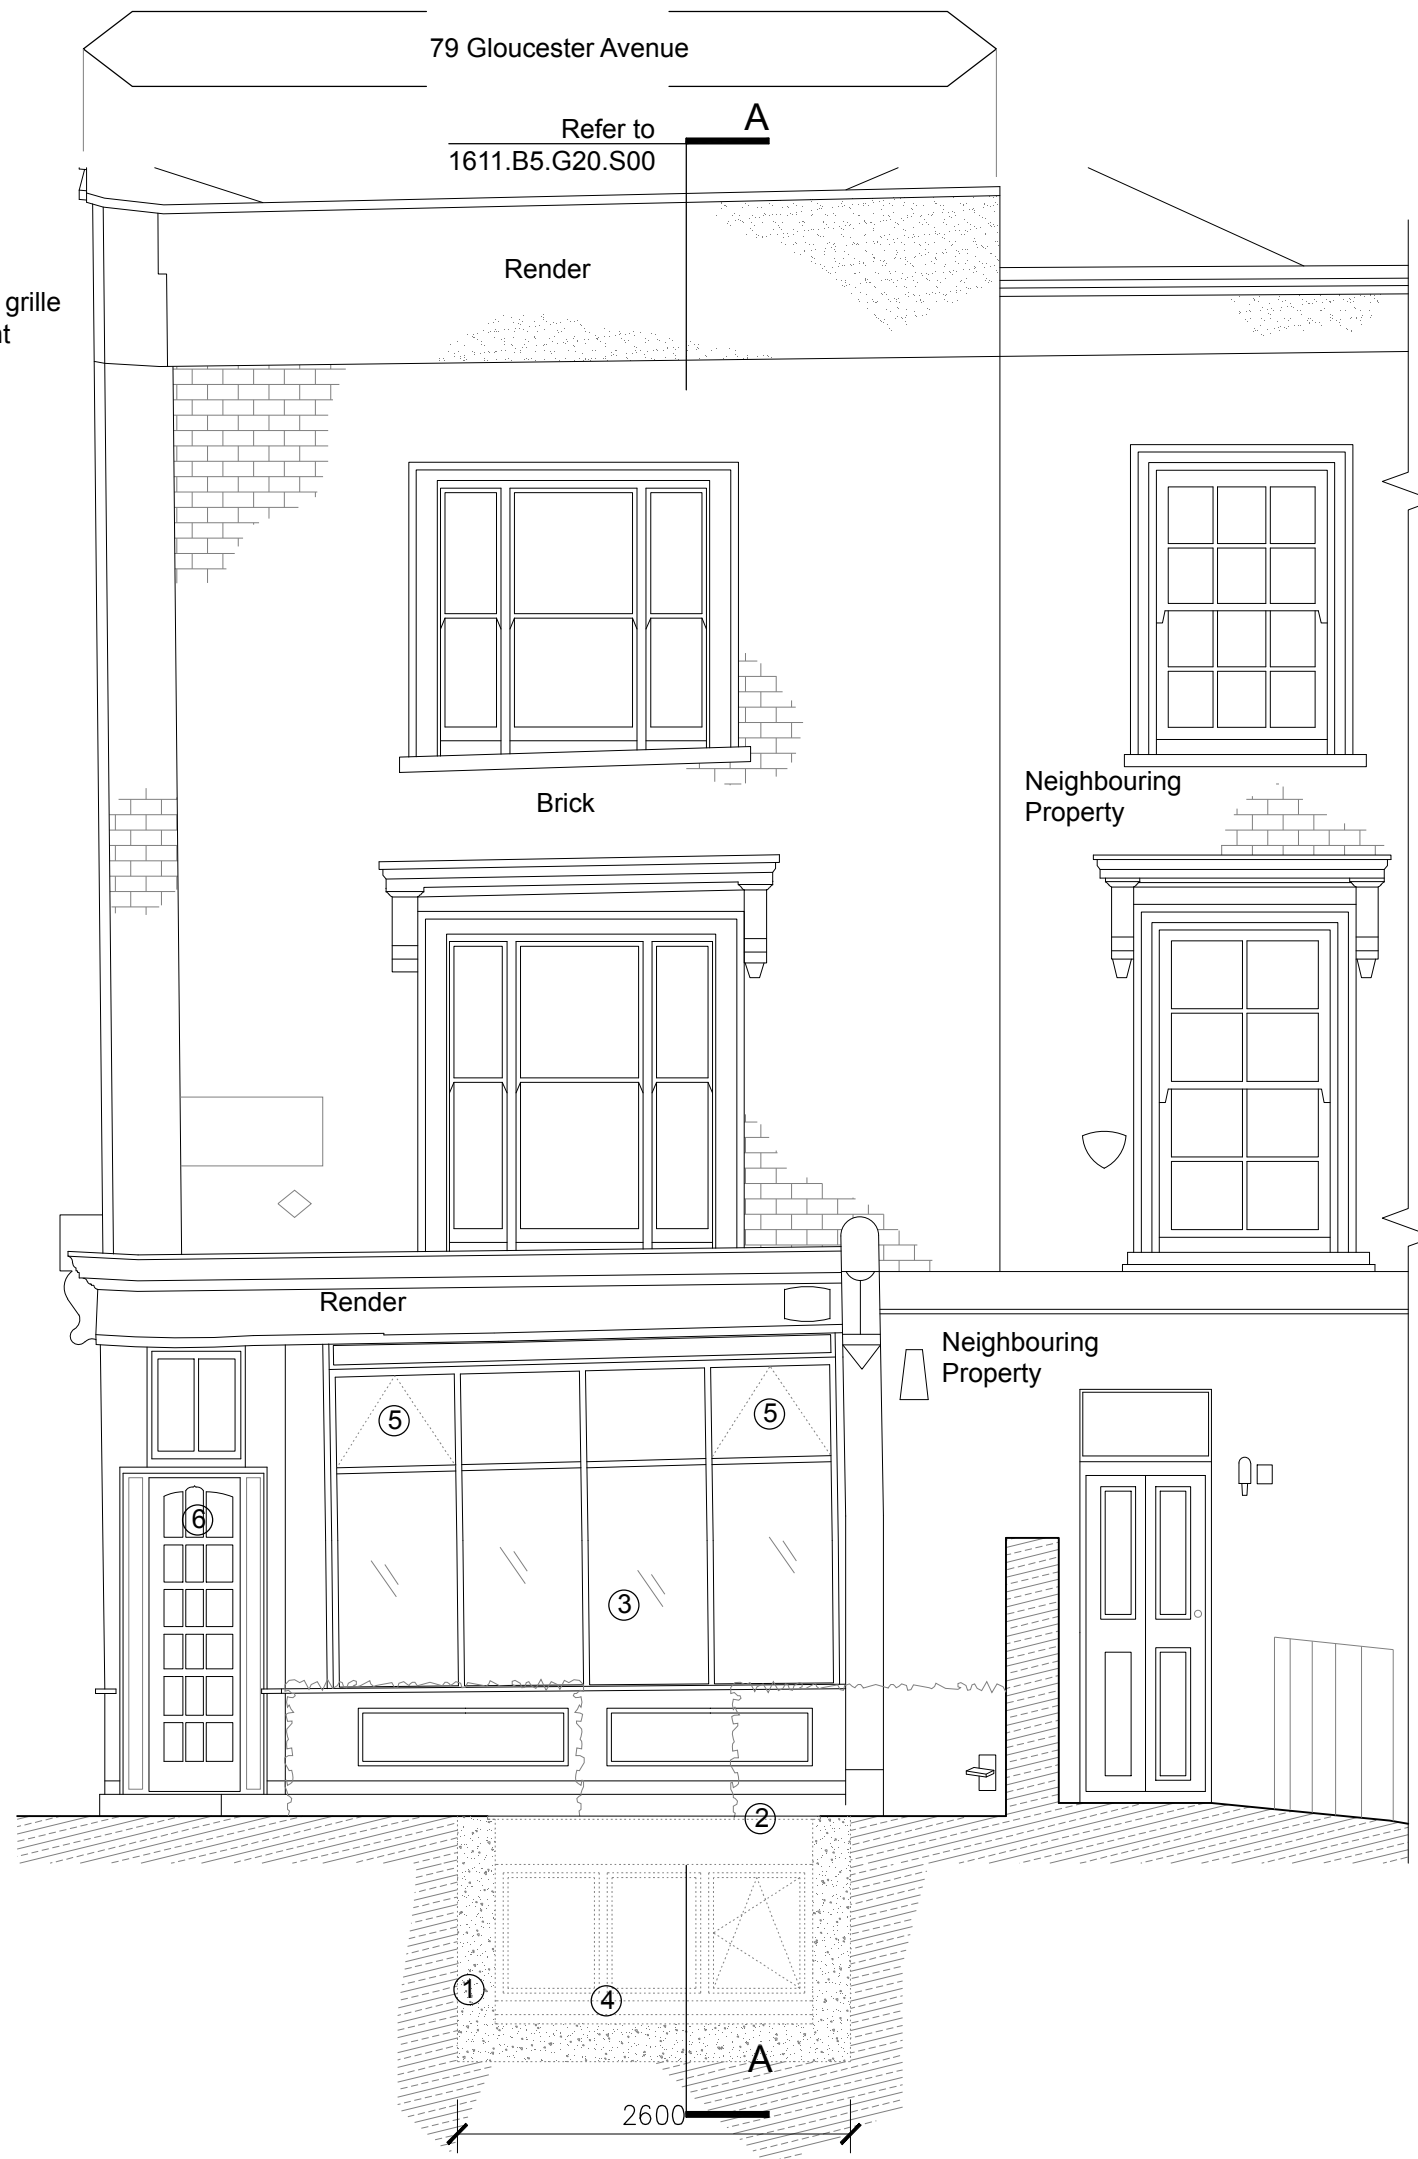 79 Gloucester Avenue
Refer to
A
1611.B5.G20.S00
Render
grille
Brick
Neighbouring
Property
Render
Neighbouring
Property
5
5
6
3
2
1
4
A
2600